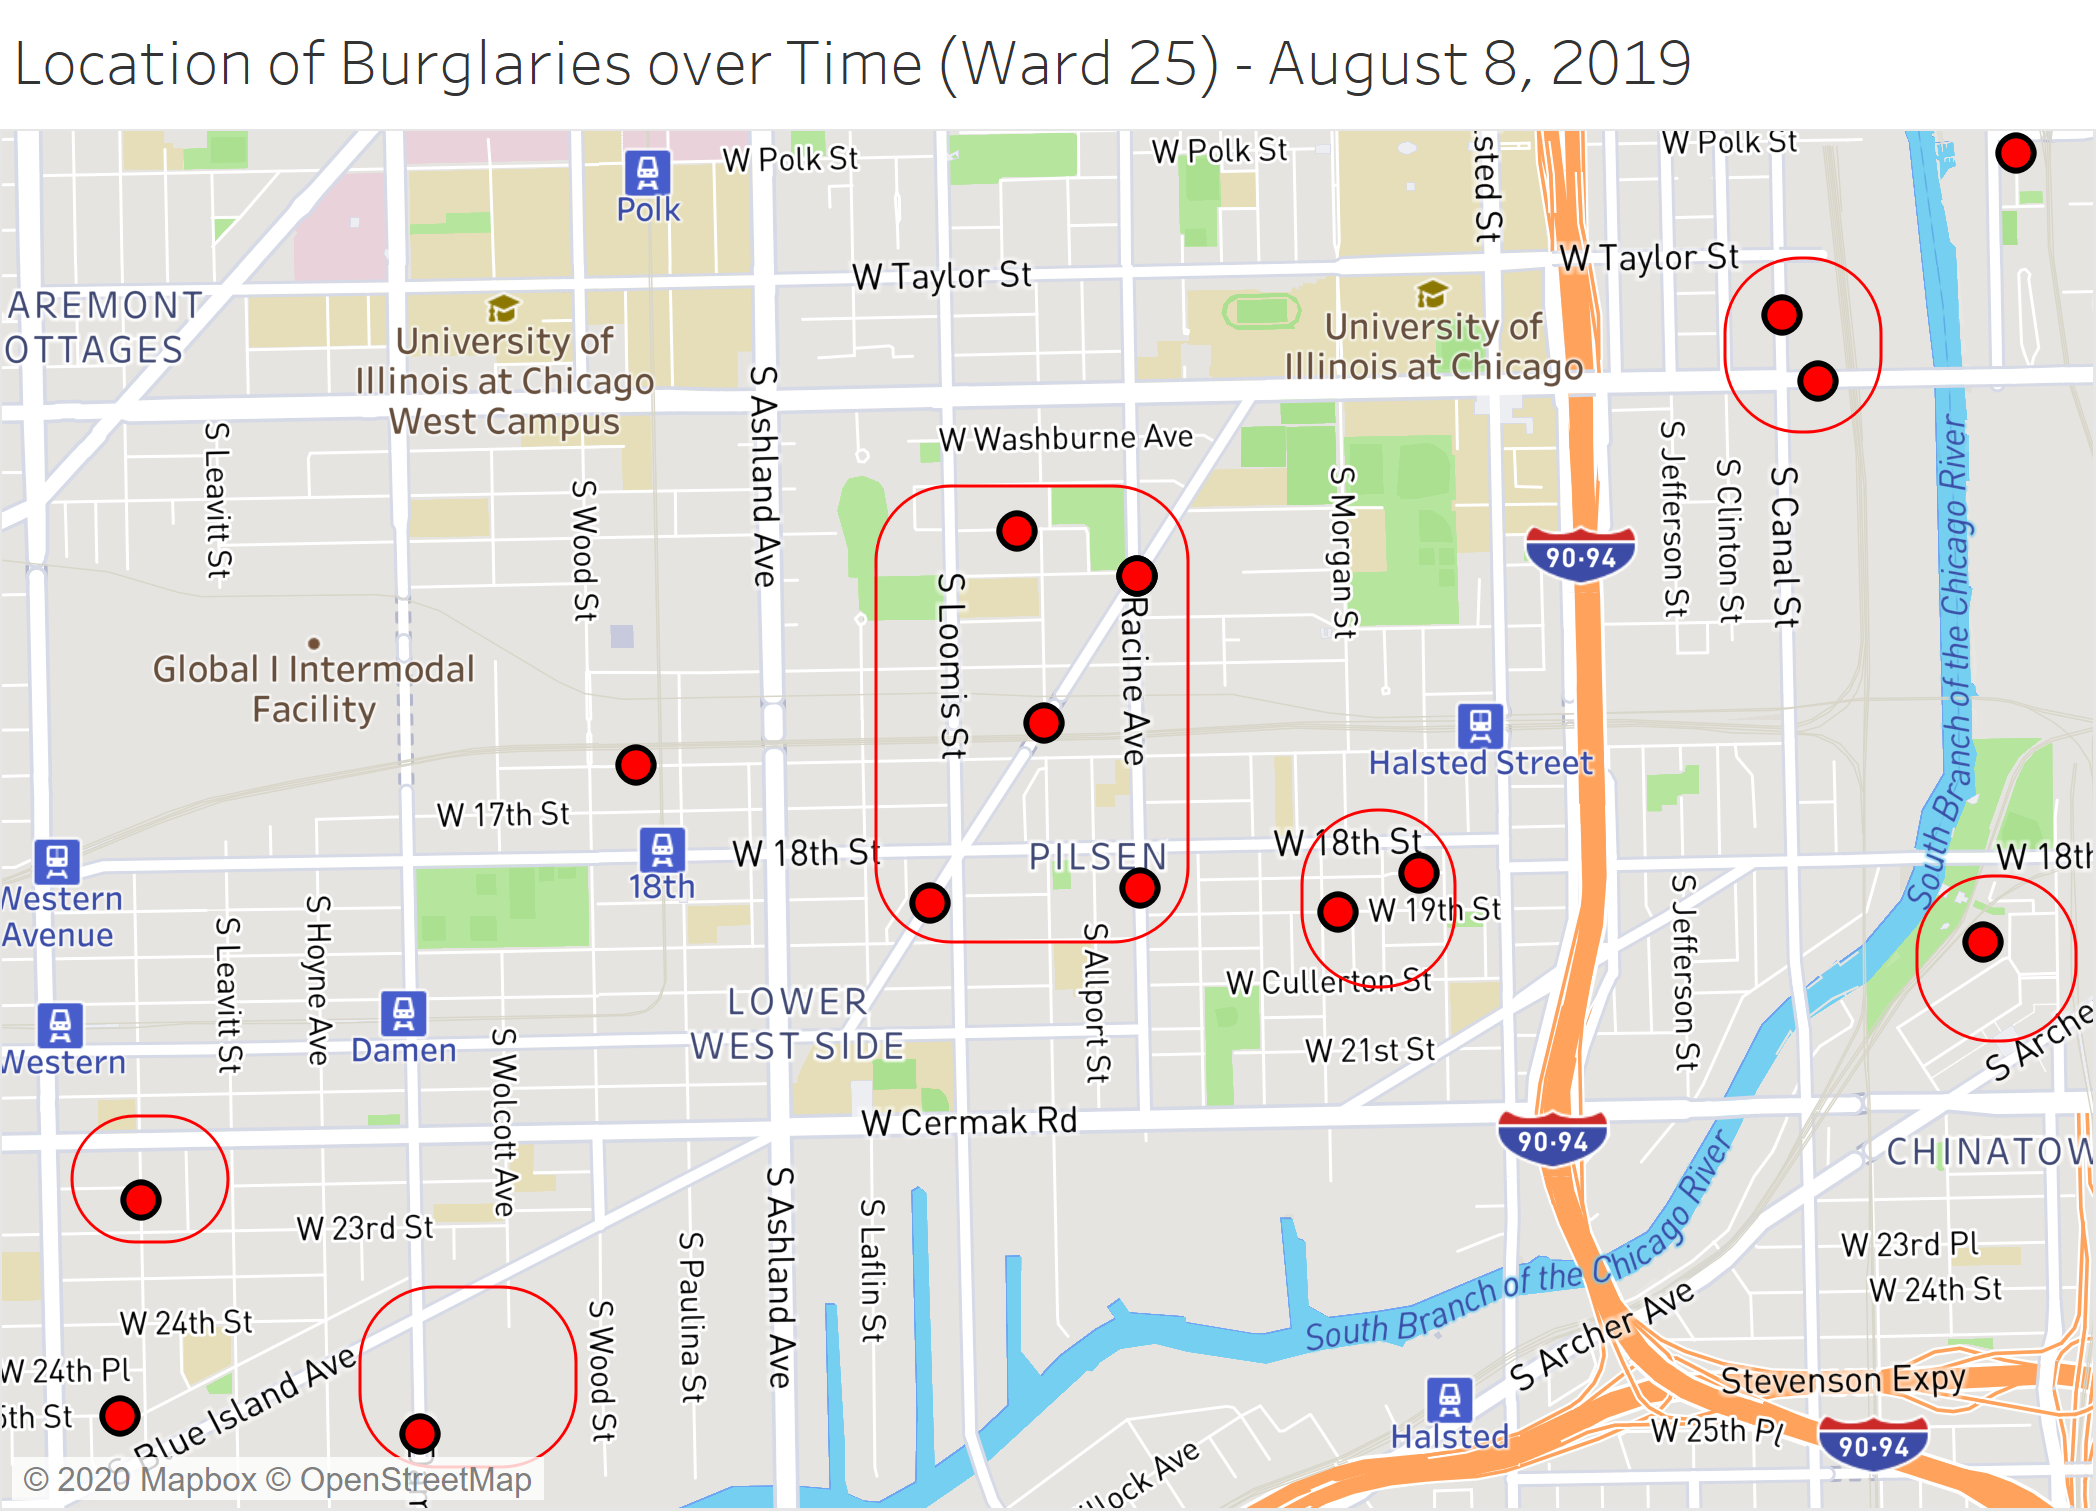 Location of Burglaries over Time (Ward 25) - August 8, 2019
W Polk St
W Polk St
W Polk St
sted St
Polk
W Taylor St
W Taylor St
AREMONT
OTTAGES
University of
Illinois at Chicago
West Campus
University of
Illinois at Chicago
S Ashland Ave
W Washburne Ave
S Leavitt St
S Wood St
S Morgan St
S Jefferson St
S Clinton St
S Canal St
South Branch of the Chicago River
90-94
S Loomis St
Racine Ave
Global I Intermodal
Facility
Halsted Street
W 17th St
18th
W 18th St
PILSEN
W 18th St
W 18th
Western
Avenue
W 19th St
S Leavitt St
S Hoyne Ave
S Allport St
S Jefferson St
W Cullerton St
LOWER
WEST SIDE
Western
Damen
S Wolcott Ave
W 21st St
S Arche
W Cermak Rd
90-94
CHINATOW
W 23rd St
S Ashland Ave
S Laflin St
S Paulina St
W 23rd Pl
W 24th St
W 24th St
S Wood St
South Branch of the Chicago River
S Archer Ave
W 24th Pl
5th St
S Blue Island Ave
Stevenson Expy
Halsted
W 25th Pl
90-94
llock Ave
© 2020 Mapbox © OpenStreetMap